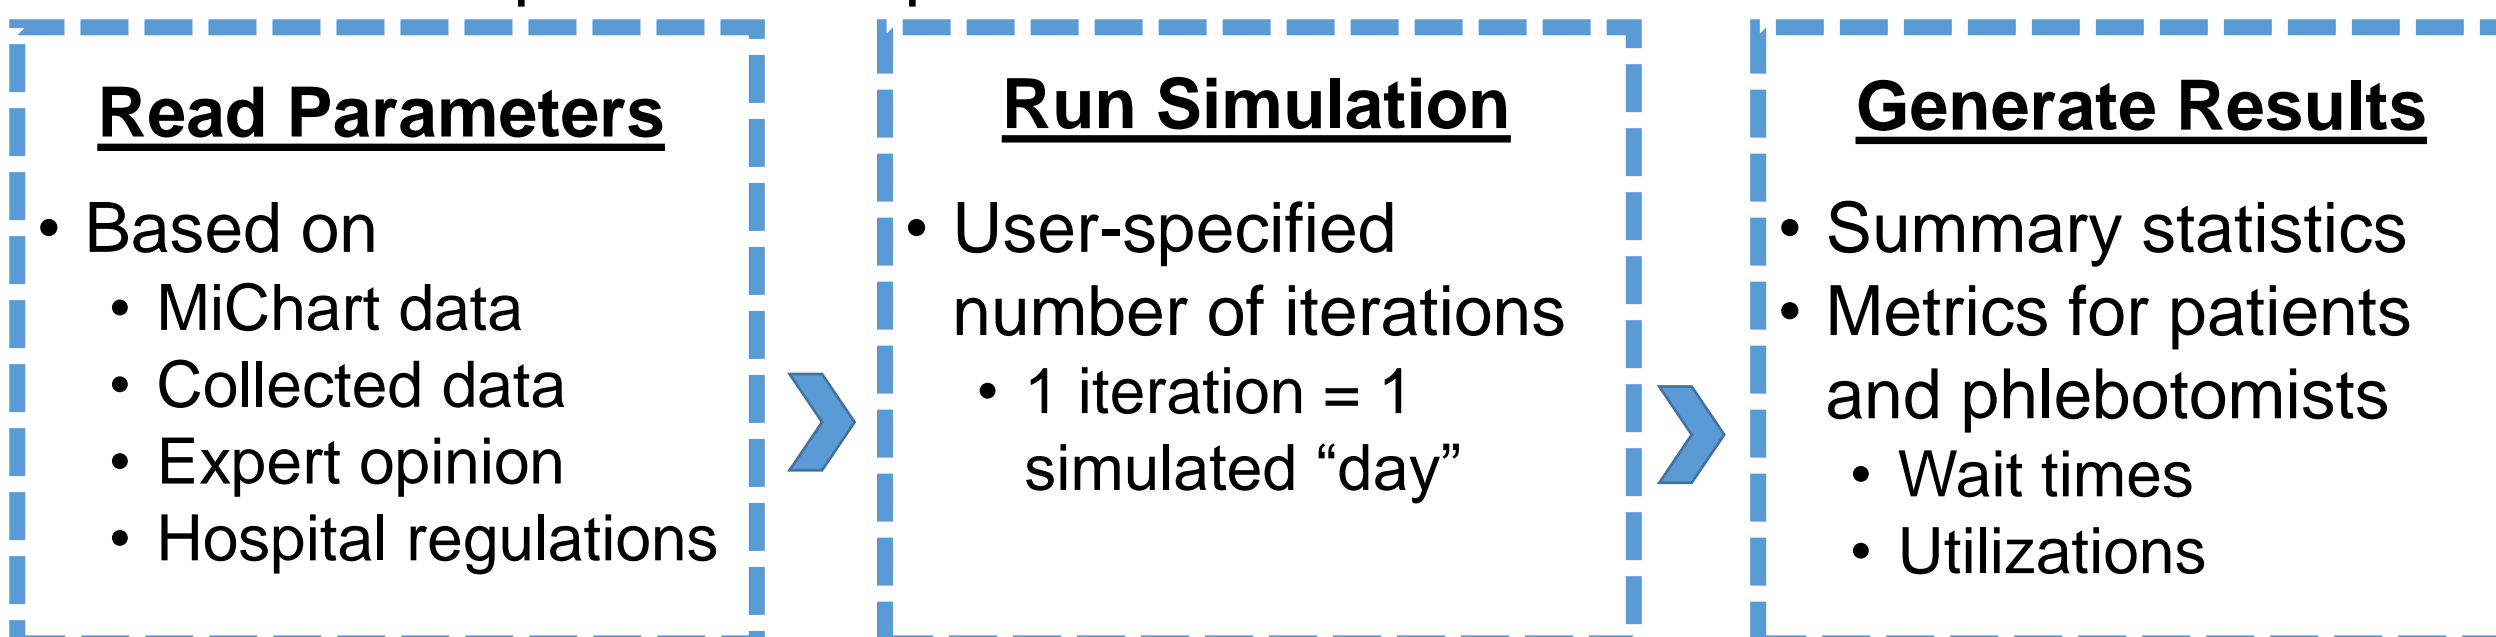 Read Parameters
• Based on
• MiChart data
• Collected data
• Expert opinion
• Hospital regulations
Run Simulation
• User-specified
number of iterations
• 1 iteration = 1
simulated “day”
Generate Results
• Summary statistics
• Metrics for patients
and phlebotomists
• Wait times
• Utilizations